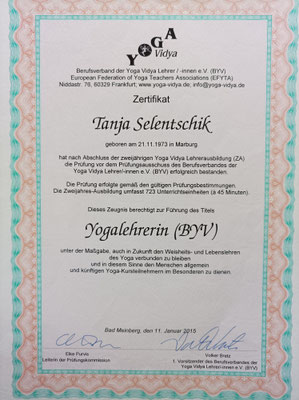 YOGA
Vidya
Berufsverband der Yoga Vidya Lehrer / -innen e.V. (BYV)
European Federation of Yoga Teachers Associations (EFYTA)
Niddastr. 76, 60329 Frankfurt; www.yoga-vidya.de; info@yoga-vidya.de
Zertifikat
Tanja Selentschik
geboren am 21.11.1973 in Marburg
hat nach Abschluss der zweijährigen Yoga Vidya Lehrerausbildung (ZA)
die Prüfung vor dem Prüfungsausschuss des Berufsverbandes der
Yoga Vidya Lehrer/-innen e.V. (BYV) erfolgreich bestanden.
Die Prüfung erfolgte gemäß den gültigen Prüfungsbestimmungen.
Die Zweijahres-Ausbildung umfasst 723 Unterrichtseinheiten (à 45 Minuten).
Dieses Zeugnis berechtigt zur Führung des Titels
Yogalehrerin (BYV)
unter der Maßgabe, auch in Zukunft den Weisheits- und Lebenslehren
des Yoga verbunden zu bleiben
und in diesem Sinne den Menschen allgemein
und künftigen Yoga-Kursteilnehmern im Besonderen zu dienen.
Bad Meinberg, den 11. Januar 2015
Eike Purvis
Leiterin der Prüfungskommission
Volker Bretz
1. Vorsitzender des Berufsverbandes der
Yoga Vidya Lehrer/-innen e.V. (BYV)